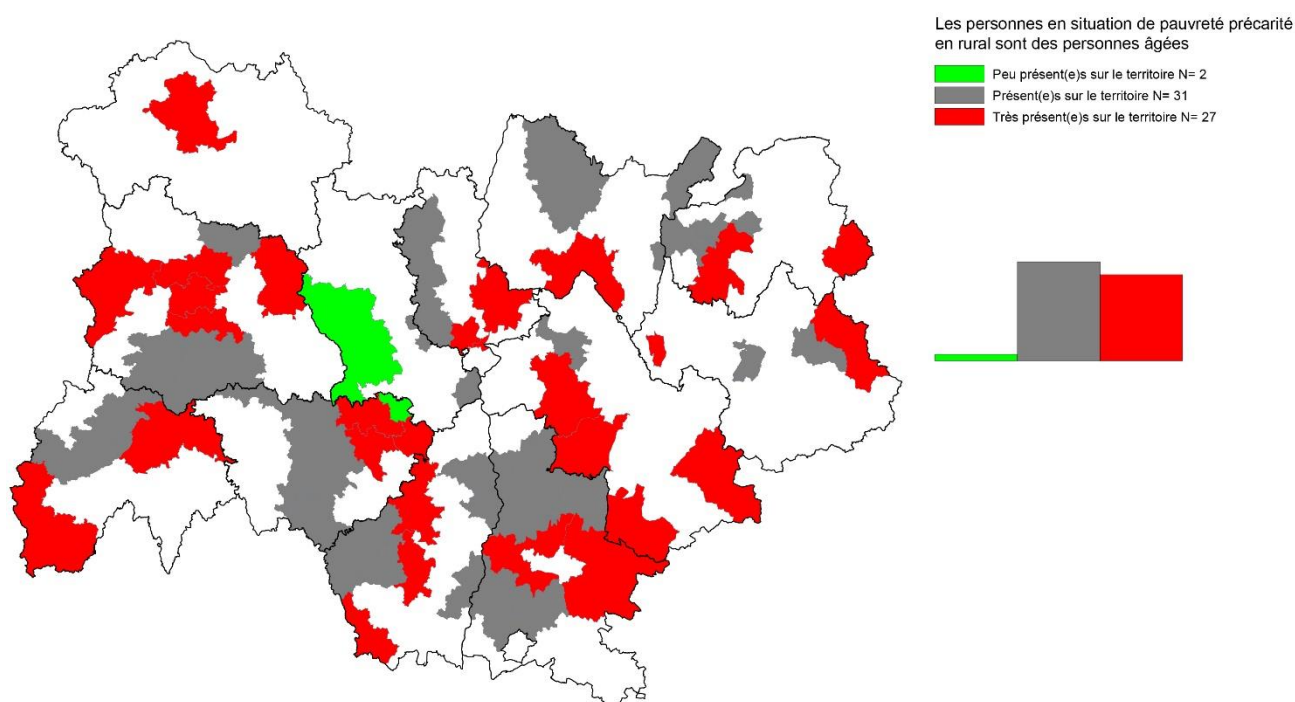 Les personnes en situation de pauvreté précarité
en rural sont des personnes âgées
Peu présent(e)s sur le territoire N= 2
Présent(e)s sur le territoire N= 31
Très présent(e)s sur le territoire N= 27